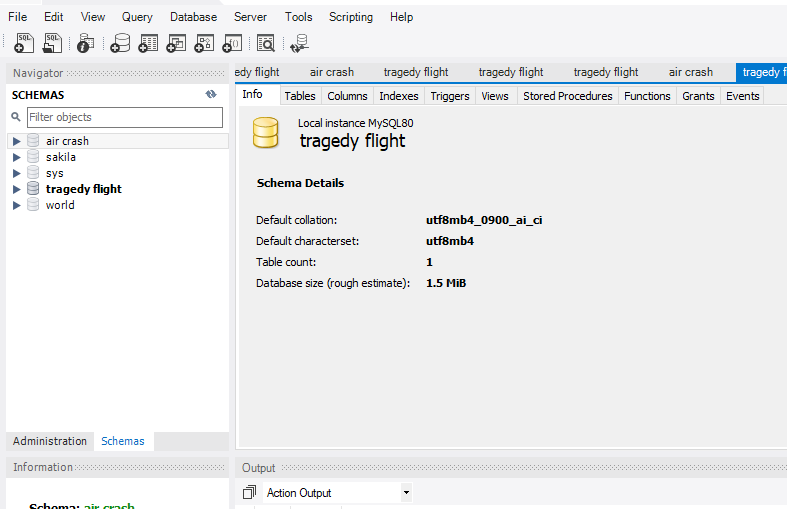 File Edit View Query Database Server Tools Scripting Help
SQL SQL
Navigator
SCHEMAS
Filter objects
air crash
sakila
sys
tragedy flight
world
Administration Schemas
Information
Schema: air crash
edy flight air crash tragedy flight tragedy flight tragedy flight air crash tragedy fl
Info Tables Columns Indexes Triggers Views Stored Procedures Functions Grants Events
Local instance MySQL80
tragedy flight
Schema Details
Default collation: utf8mb4_0900_ai_ci
Default characterset: utf8mb4
Table count: 1
Database size (rough estimate): 1.5 MiB
Output
Action Output